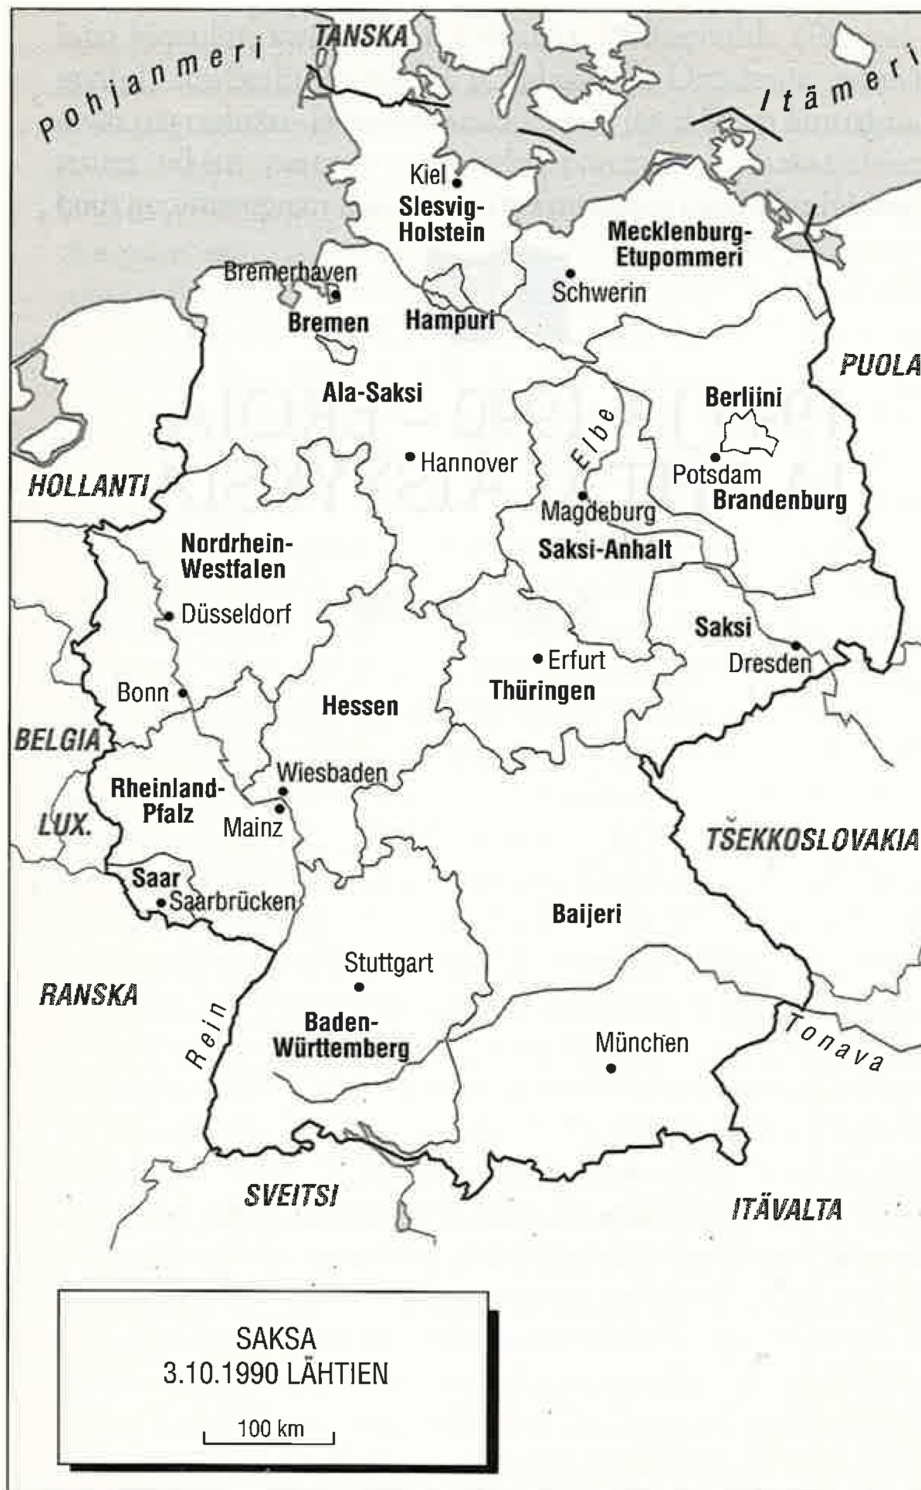 TANSKA
Pohjanmeri
Itämeri
Kiel
Slesvig-
Holstein
Mecklenburg-
Etupommeri
Bremerhaven
Schwerin
Bremen
Hampuri
PUOLA
Ala-Saksi
Berliini
Elbe
Hannover
Potsdam
HOLLANTI
Brandenburg
Magdeburg
Nordrhein-
Westfalen
Saksi-Anhalt
Düsseldorf
Saksi
Erfurt
Dresden
Thüringen
Bonn
Hessen
BELGIA
Wiesbaden
Rheinland-
Pfalz
Mainz
LUX.
TŠEKKOSLOVAKIA
Saar
Saarbrücken
Baijeri
Stuttgart
RANSKA
Rein
Baden-
Württemberg
München
Tonava
SVEITSI
ITÄVALTA
SAKSA
3.10.1990 LÄHTIEN
100 km